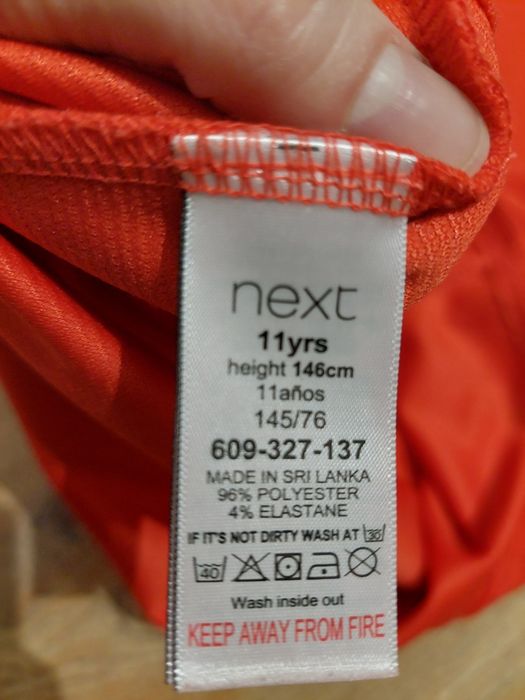 next
11yrs
height 146cm
11años
145/76
609-327-137
MADE IN SRI LANKA
96% POLYESTER
4% ELASTANE
IF IT'S NOT DIRTY WASH AT 30
40
Wash inside out
KEEP AWAY FROM FIRE